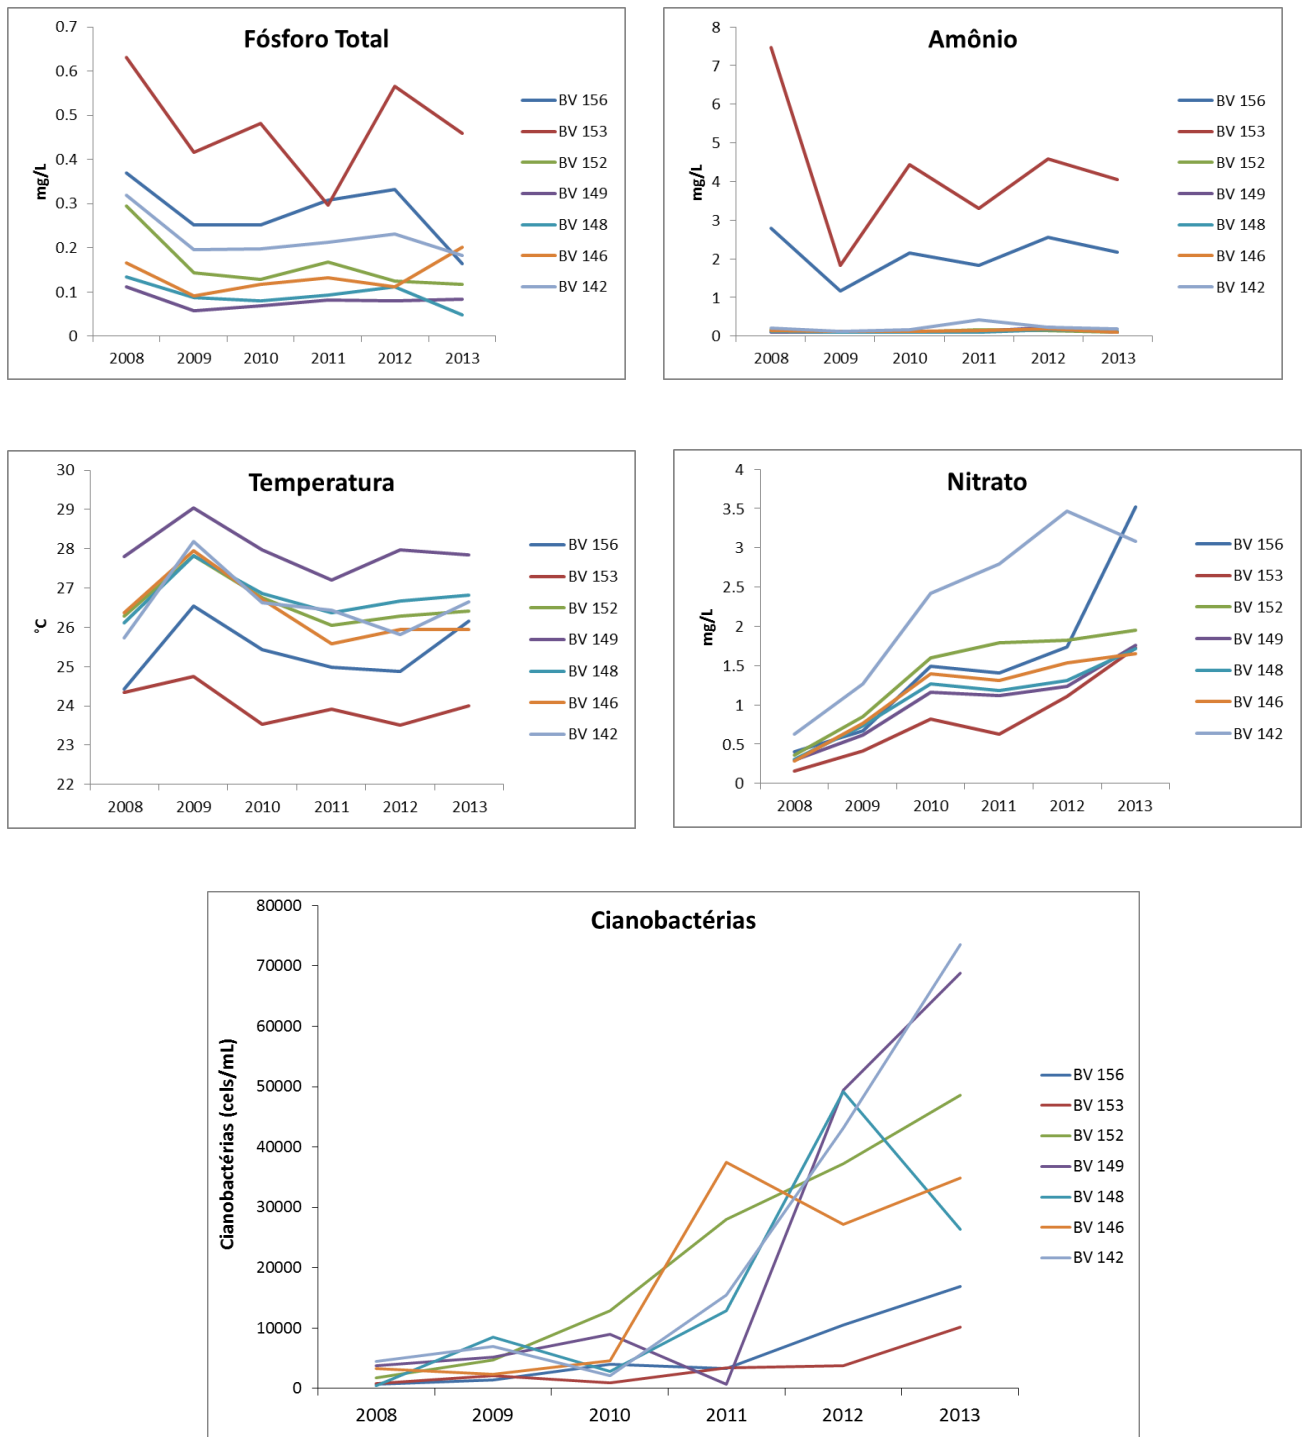 Fósforo Total
mg/L
0.7
0.6
0.5
0.4
0.3
0.2
0.1
0
2008 2009 2010 2011 2012 2013
BV 156
BV 153
BV 152
BV 149
BV 148
BV 146
BV 142
Amônio
mg/L
8
7
6
5
4
3
2
1
0
2008 2009 2010 2011 2012 2013
BV 156
BV 153
BV 152
BV 149
BV 148
BV 146
BV 142
Temperatura
°C
30
29
28
27
26
25
24
23
22
2008 2009 2010 2011 2012 2013
BV 156
BV 153
BV 152
BV 149
BV 148
BV 146
BV 142
Nitrato
mg/L
4
3.5
3
2.5
2
1.5
1
0.5
0
2008 2009 2010 2011 2012 2013
BV 156
BV 153
BV 152
BV 149
BV 148
BV 146
BV 142
Cianobactérias
Cianobactérias (cels/mL)
80000
70000
60000
50000
40000
30000
20000
10000
0
2008 2009 2010 2011 2012 2013
BV 156
BV 153
BV 152
BV 149
BV 148
BV 146
BV 142